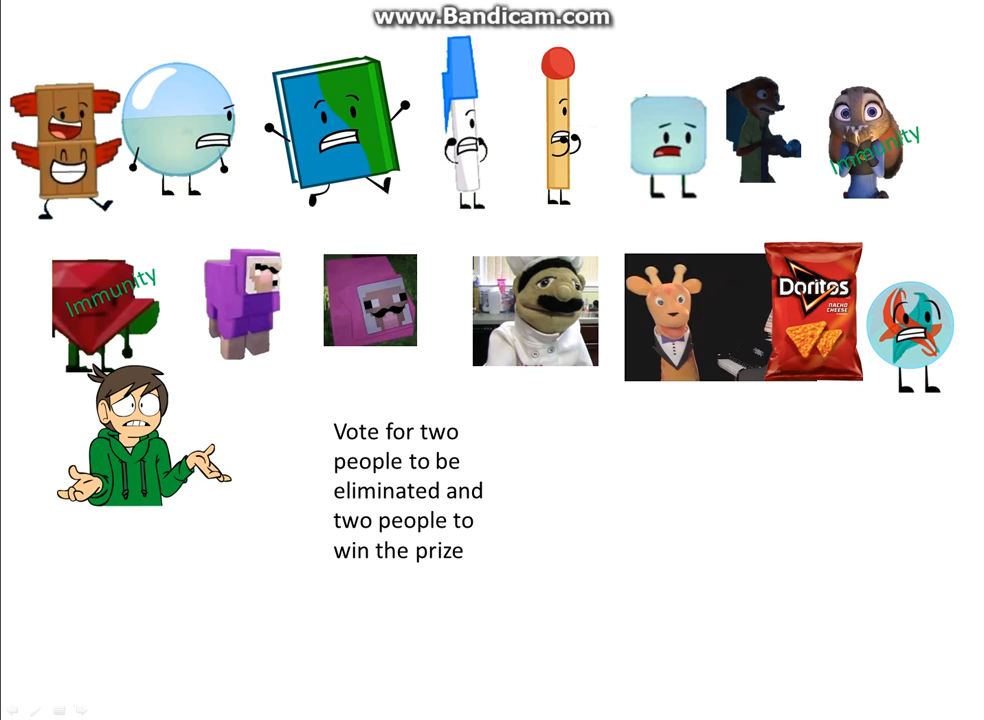 www.Bandicam.com
Immunity
Immunity
Doritos
NACHO
CHEESE
Vote for two
people to be
eliminated and
two people to
win the prize